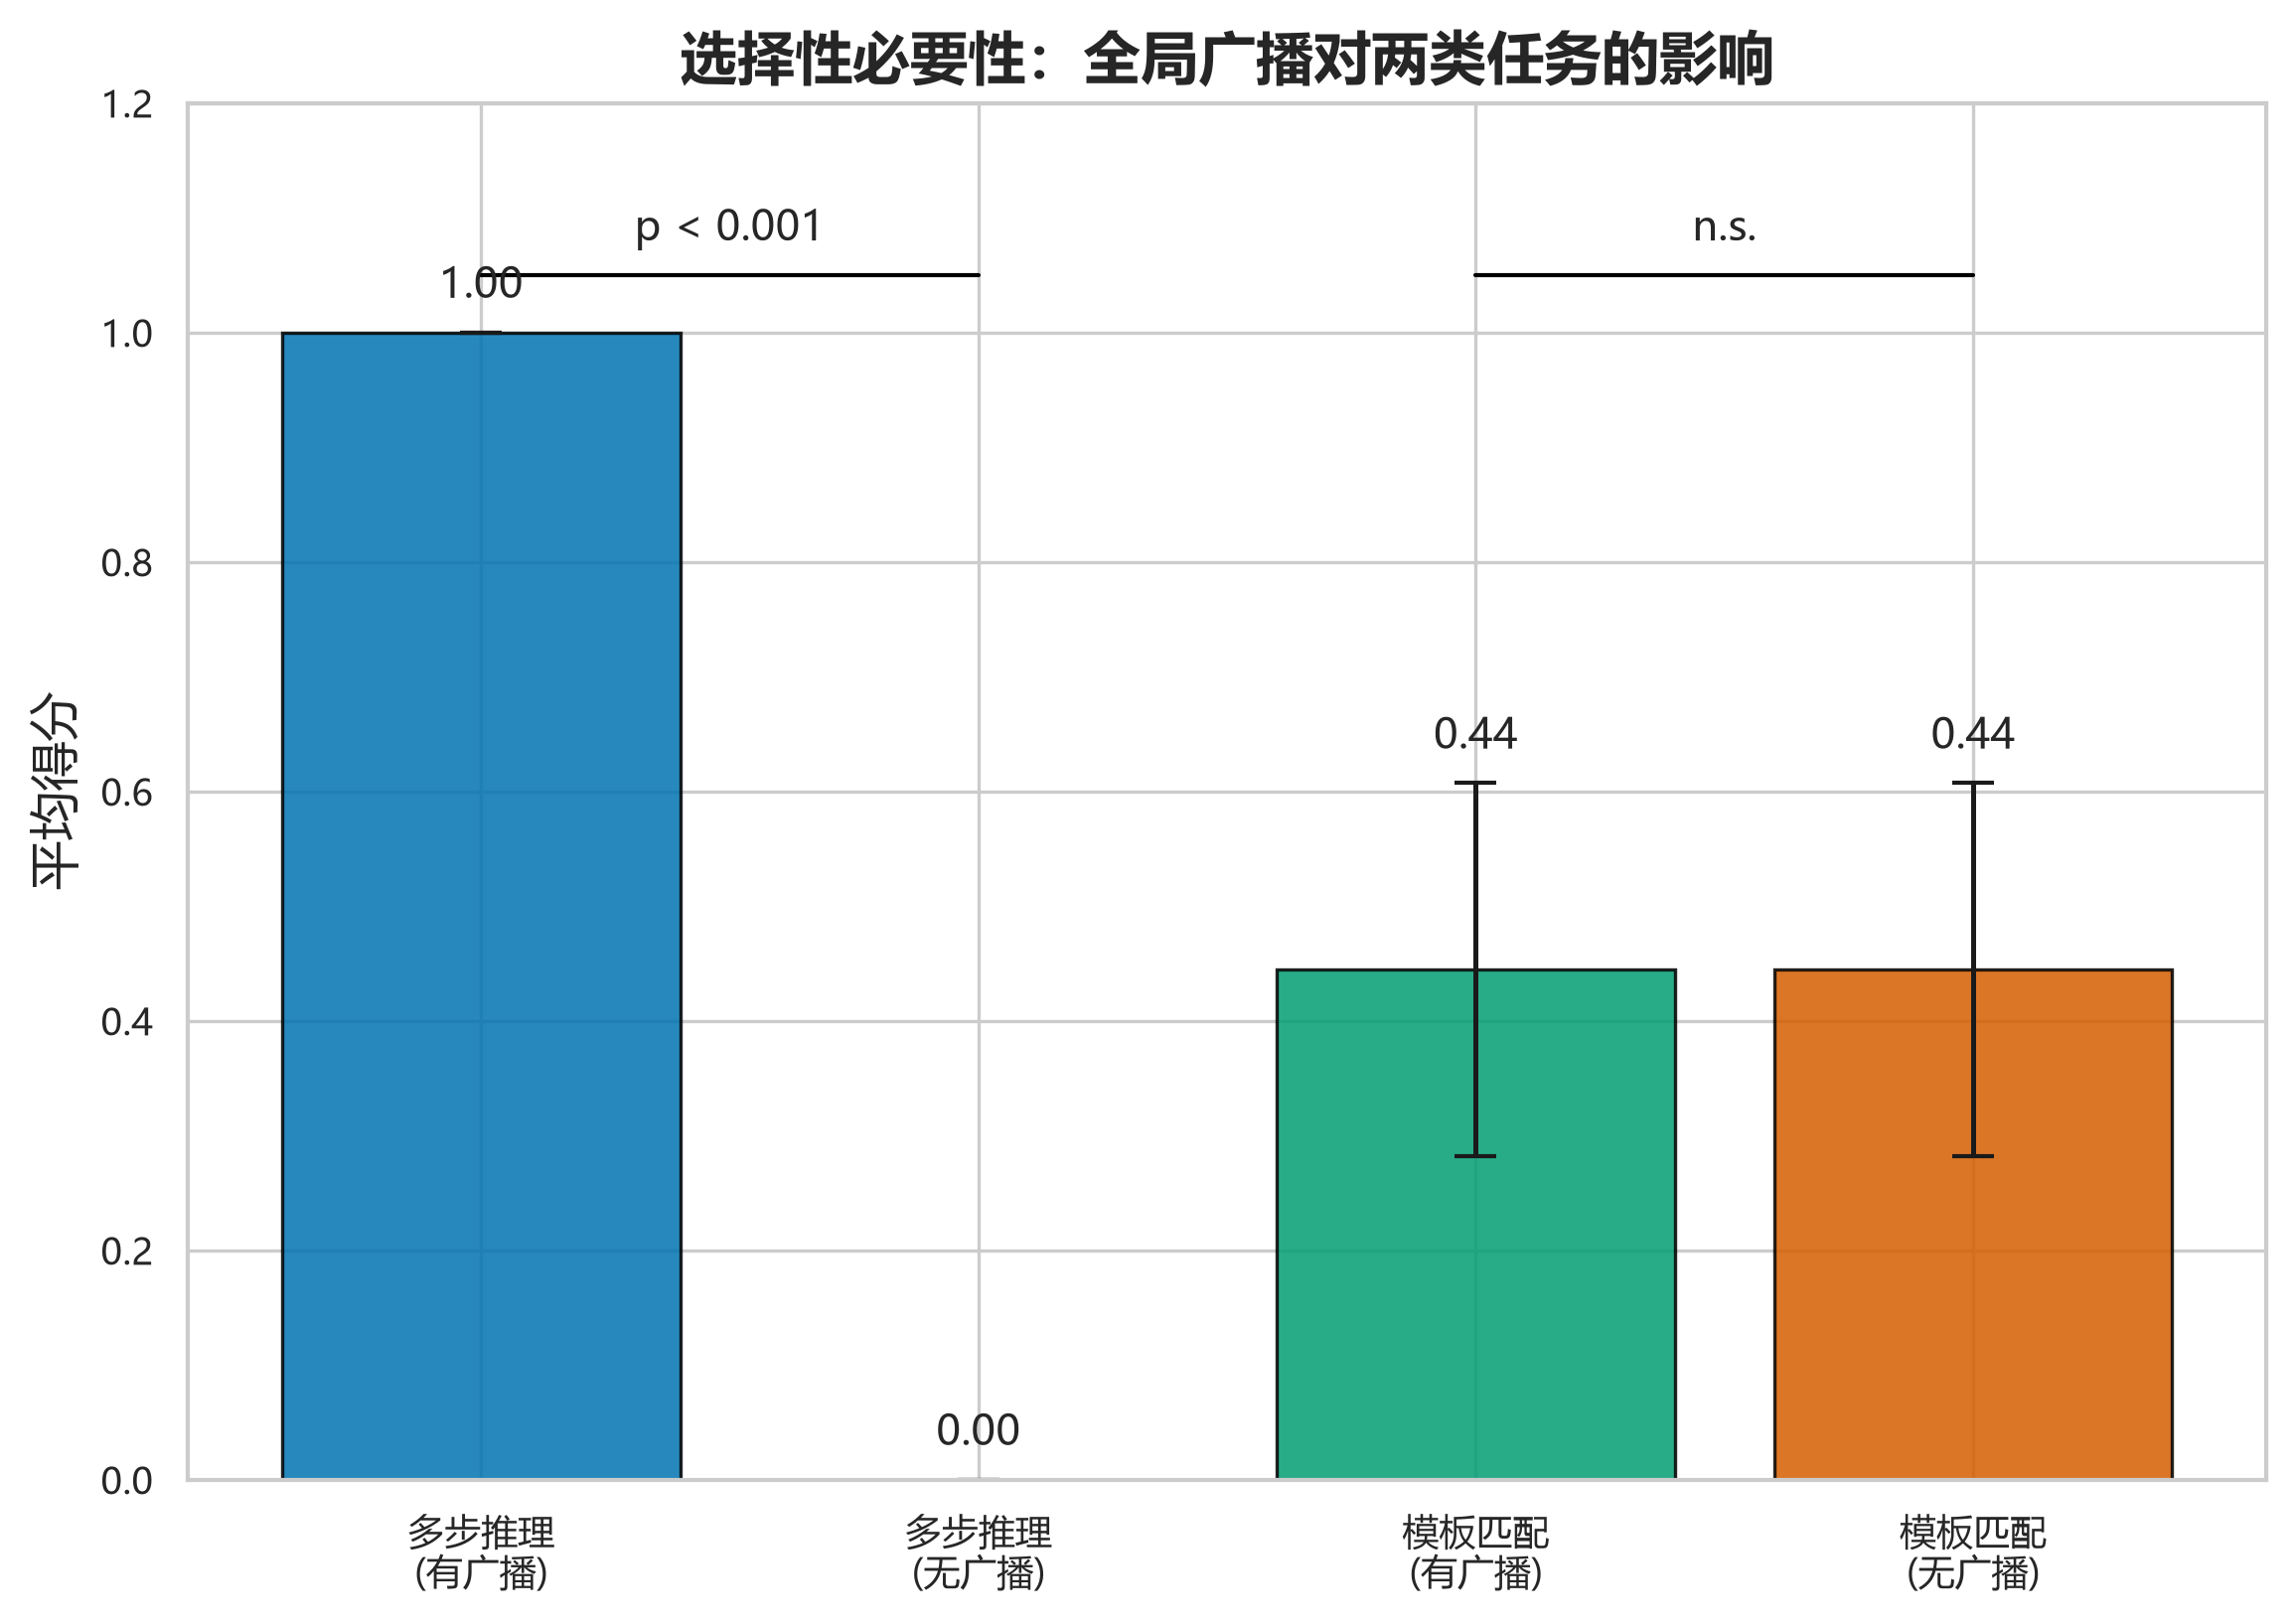 选择性必要性：全局广播对两类任务的影响
1.2
1.0
0.8
0.6
0.4
0.2
0.0
平均得分
p < 0.001
n.s.
1.00
0.00
0.44
0.44
多步推理
(有广播)
多步推理
(无广播)
模板匹配
(有广播)
模板匹配
(无广播)